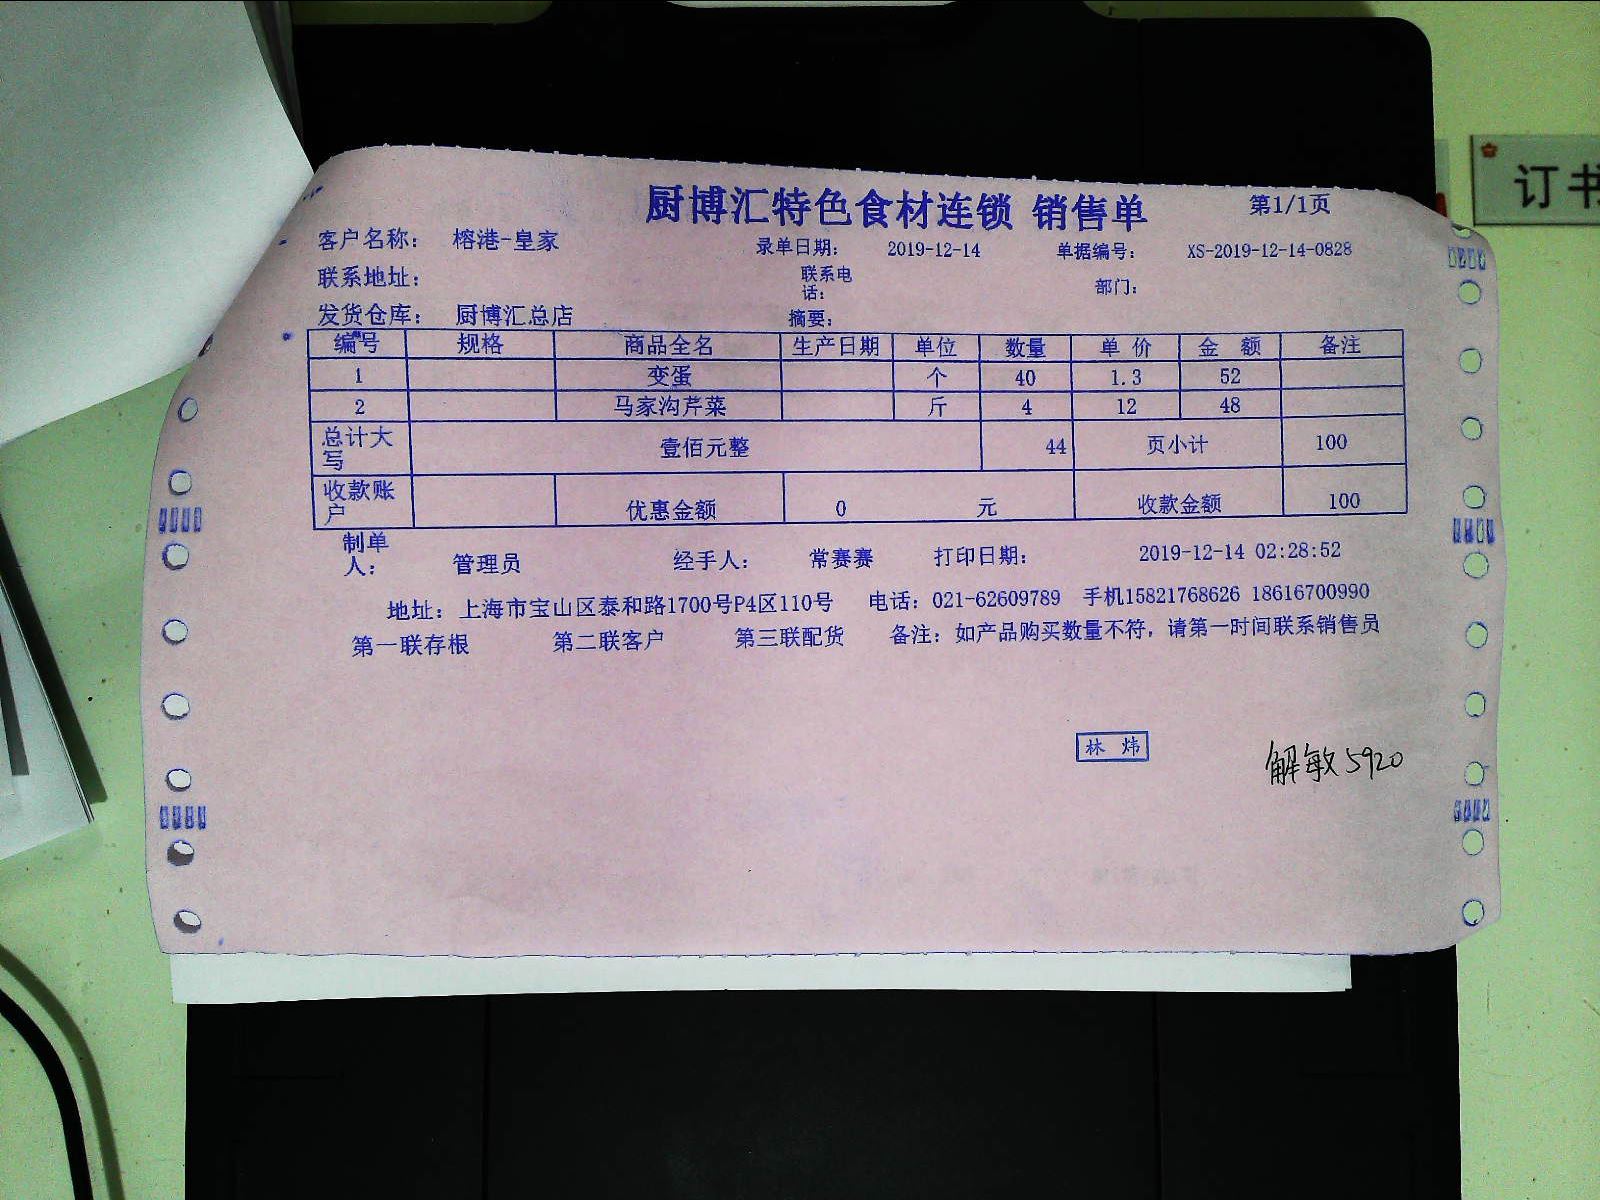 订书
厨博汇特色食材连锁 销售单 第1/1页
客户名称： 榕港-皇家 录单日期： 2019-12-14 单据编号： XS-2019-12-14-0828
联系地址： 联系电话： 部门：
发货仓库： 厨博汇总店 摘要：
编号 规格 商品全名 生产日期 单位 数量 单 价 金 额 备注
1 变蛋 个 40 1.3 52
2 马家沟芹菜 斤 4 12 48
总计大写 壹佰元整 44 页小计 100
收款账户 优惠金额 0 元 收款金额 100
制单人： 管理员 经手人： 常赛赛 打印日期： 2019-12-14 02:28:52
地址：上海市宝山区泰和路1700号P4区110号 电话：021-62609789 手机15821768626 18616700990
第一联存根 第二联客户 第三联配货 备注：如产品购买数量不符，请第一时间联系销售员
林 炜
解敏 5920